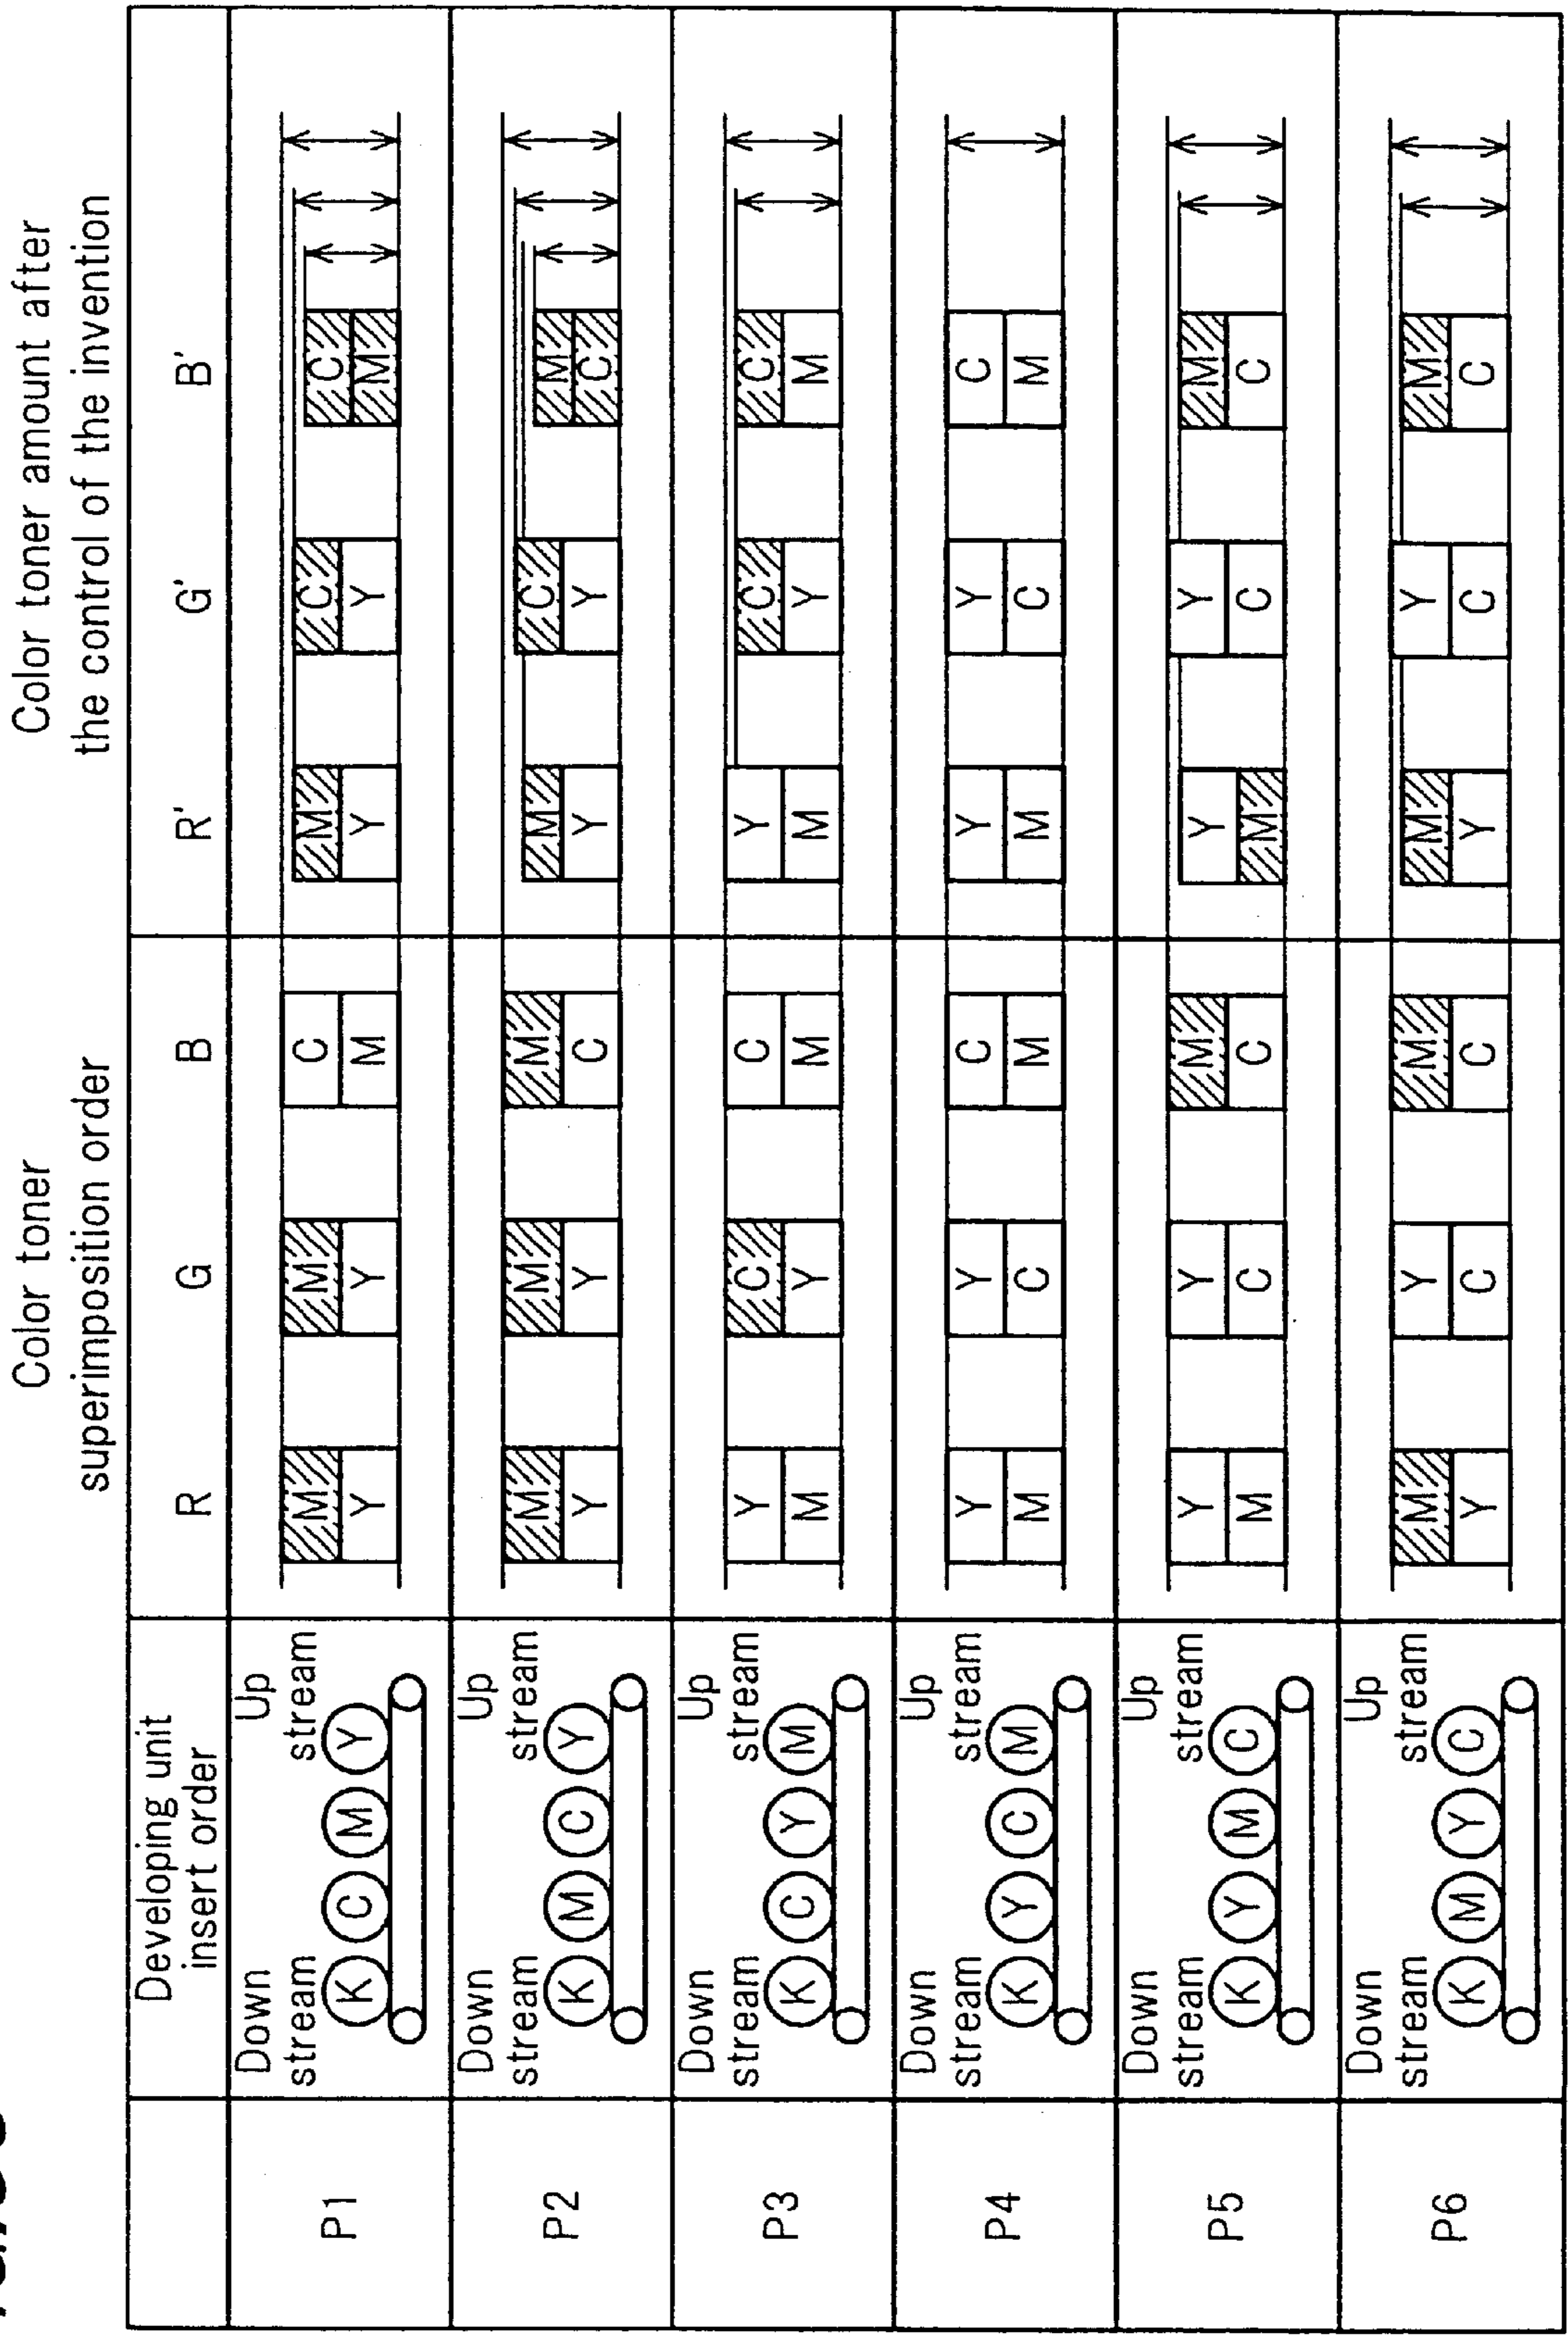 Color toner
superimposition order
Color toner amount after
the control of the invention
Developing unit
insert order
R
G
B
R'
G'
B'
P1
Down
stream
Up
stream
K
C
M
Y
M
Y
M
Y
C
M
M
Y
C
Y
C
M
P2
Down
stream
Up
stream
K
M
C
Y
M
Y
M
Y
M
C
M
Y
C
Y
M
C
P3
Down
stream
Up
stream
K
C
Y
M
Y
M
C
Y
C
M
Y
M
C
Y
C
M
P4
Down
stream
Up
stream
K
Y
C
M
Y
M
Y
C
C
M
Y
M
Y
C
C
M
P5
Down
stream
Up
stream
K
Y
M
C
Y
M
Y
C
M
C
Y
M
Y
C
M
C
P6
Down
stream
Up
stream
K
M
Y
C
M
Y
Y
C
M
C
M
Y
Y
C
M
C